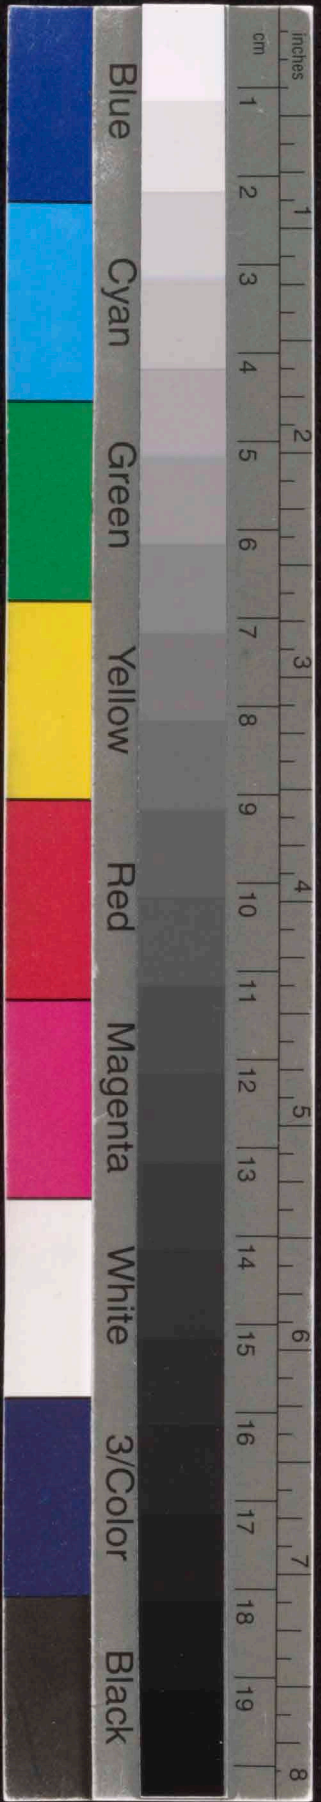 inches
1 2 3 4 5 6 7 8
cm
1 2 3 4 5 6 7 8 9 10 11 12 13 14 15 16 17 18 19
Blue Cyan Green Yellow Red Magenta White 3/Color Black